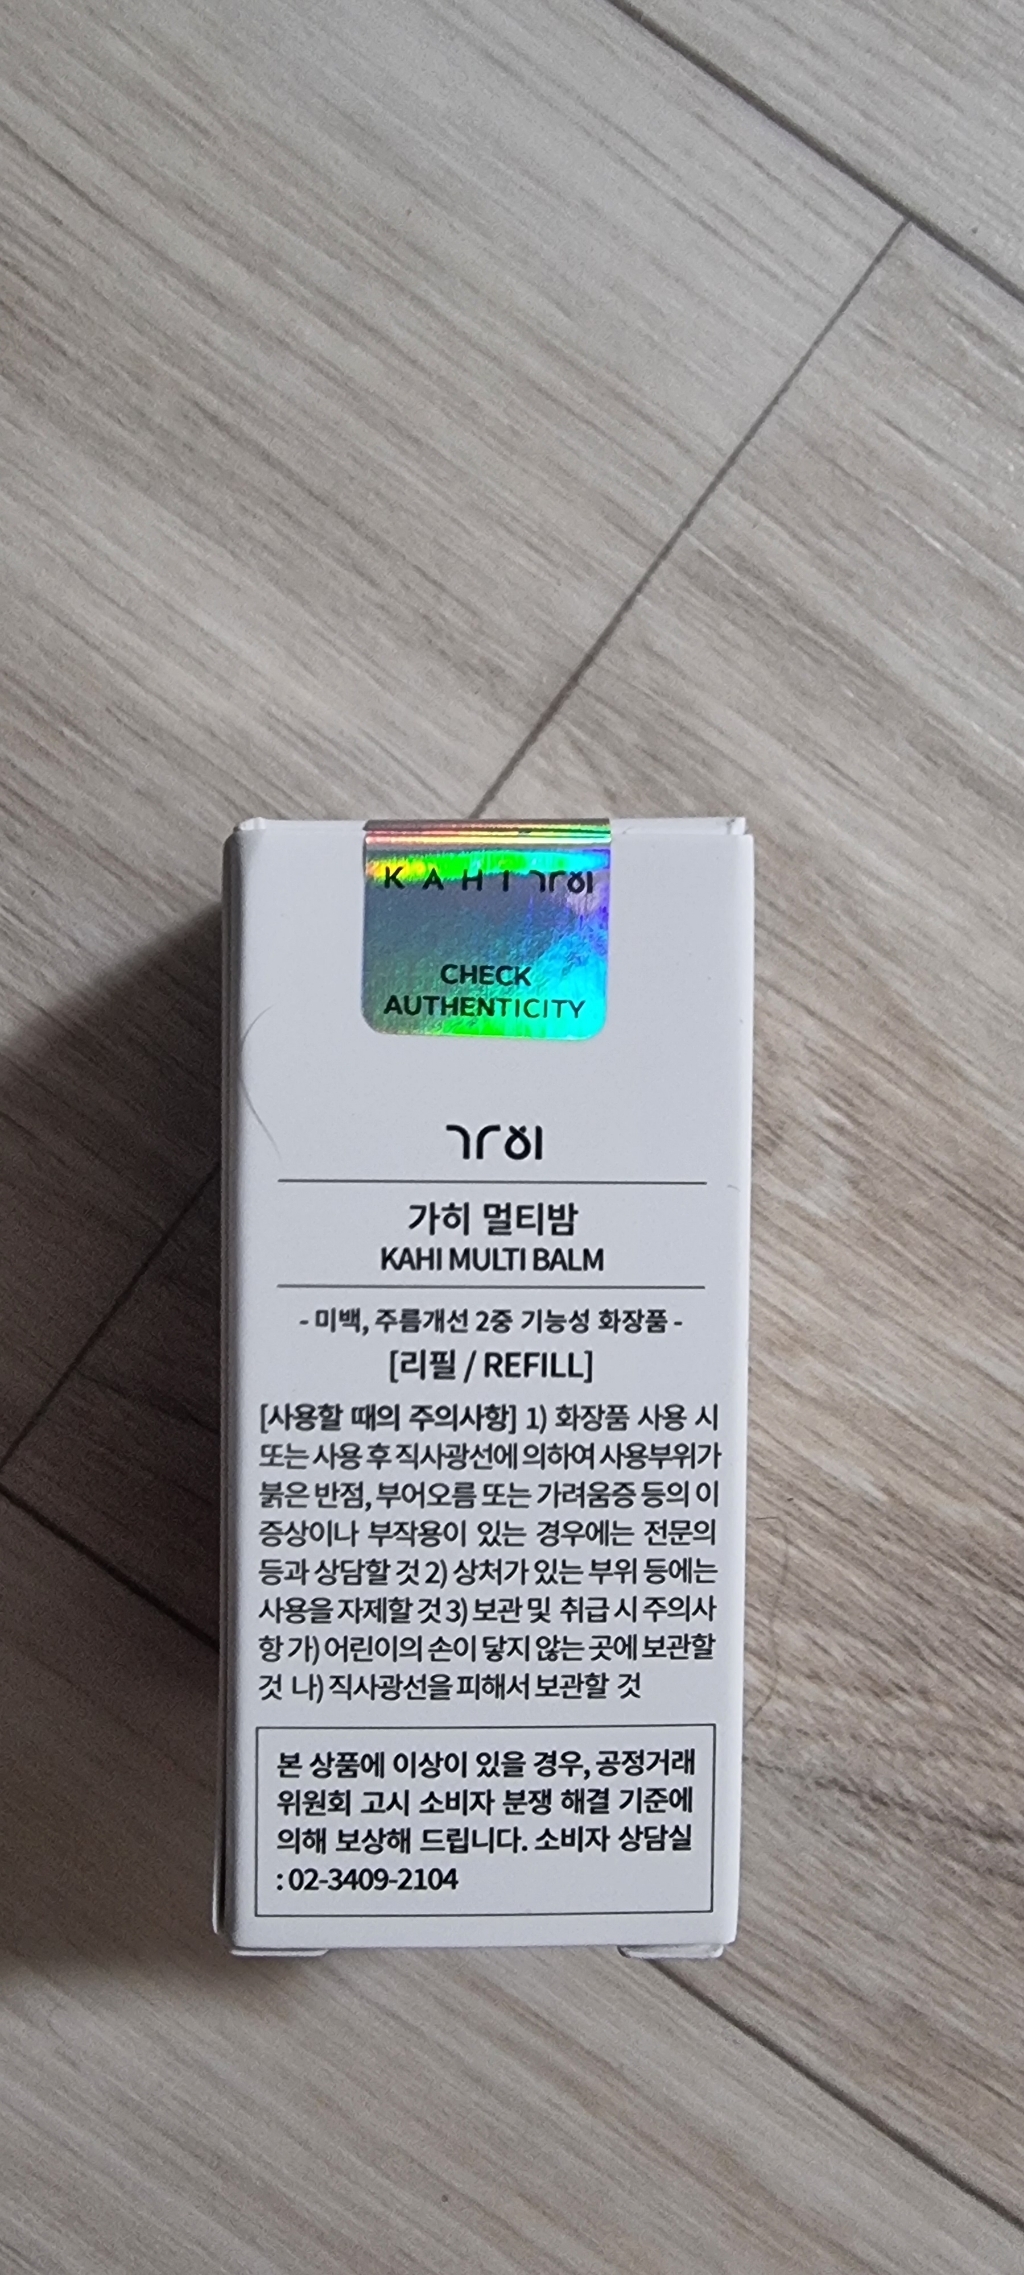 KAHI 가히
CHECK
AUTHENTICITY
가히
가히 멀티밤
KAHI MULTI BALM
- 미백, 주름개선 2중 기능성 화장품 -
[리필 / REFILL]
[사용할 때의 주의사항] 1) 화장품 사용 시
또는 사용 후 직사광선에 의하여 사용부위가
붉은 반점, 부어오름 또는 가려움증 등의 이
증상이나 부작용이 있는 경우에는 전문의
등과 상담할 것 2) 상처가 있는 부위 등에는
사용을 자제할 것 3) 보관 및 취급 시 주의사
항 가) 어린이의 손이 닿지 않는 곳에 보관할
것 나) 직사광선을 피해서 보관할 것
본 상품에 이상이 있을 경우, 공정거래
위원회 고시 소비자 분쟁 해결 기준에
의해 보상해 드립니다. 소비자 상담실
: 02-3409-2104